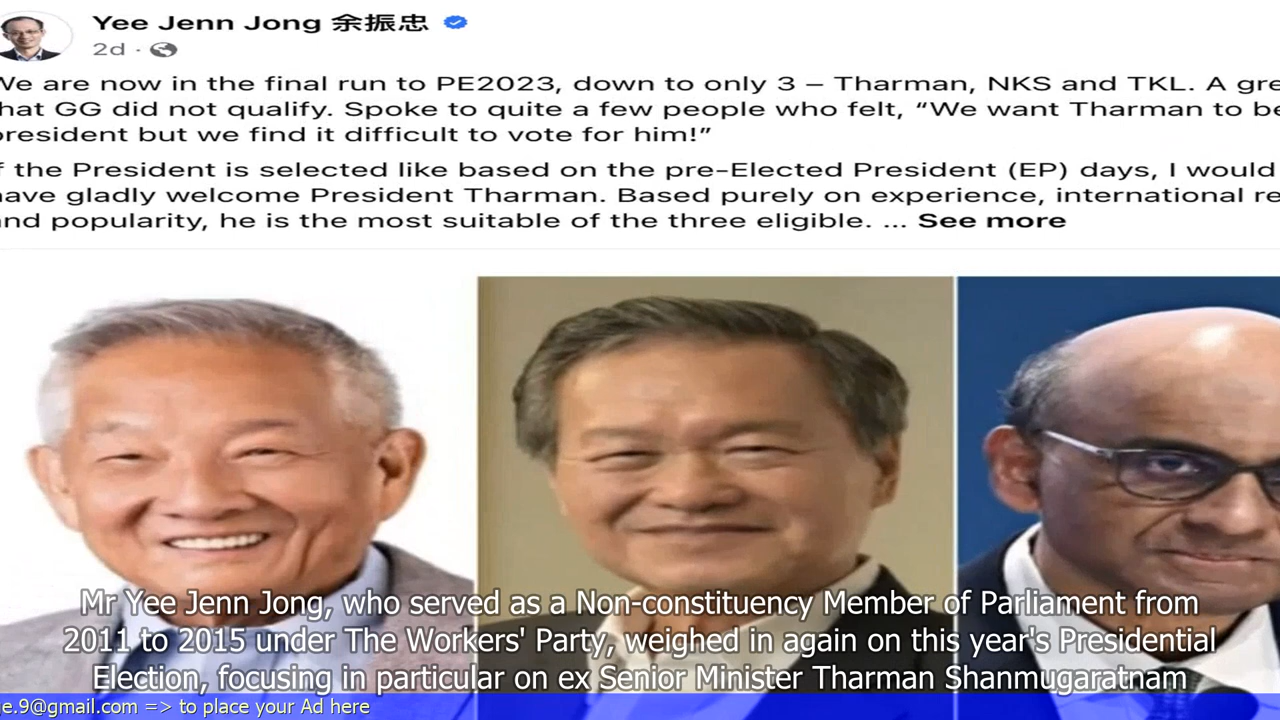 Yee Jenn Jong 余振忠
2d ·
We are now in the final run to PE2023, down to only 3 – Tharman, NKS and TKL. A
GG did not qualify. Spoke to quite a few people who felt, “We want Tharman to
president but we find it difficult to vote for him!”
the President is selected like based on the pre-Elected President (EP) days, I would
have gladly welcome President Tharman. Based purely on experience, international
and popularity, he is the most suitable of the three eligible. ... See more
Mr Yee Jenn Jong, who served as a Non-constituency Member of Parliament from
2011 to 2015 under The Workers' Party, weighed in again on this year's Presidential
Election, focusing in particular on ex Senior Minister Tharman Shanmugaratnam
e.9@gmail.com => to place your Ad here